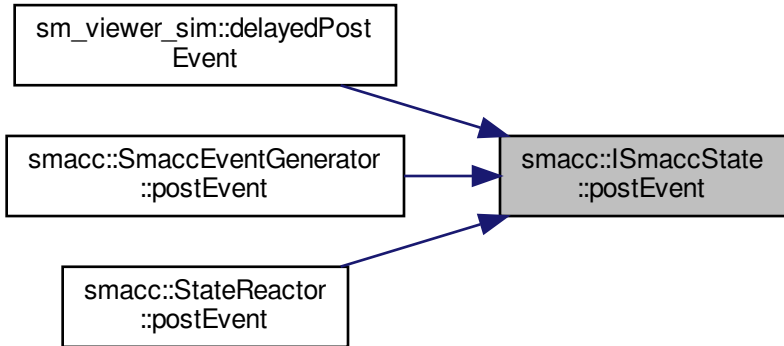 sm_viewer_sim::delayedPost
Event
smacc::SmaccEventGenerator
::postEvent
smacc::StateReactor
::postEvent
smacc::ISmaccState
::postEvent